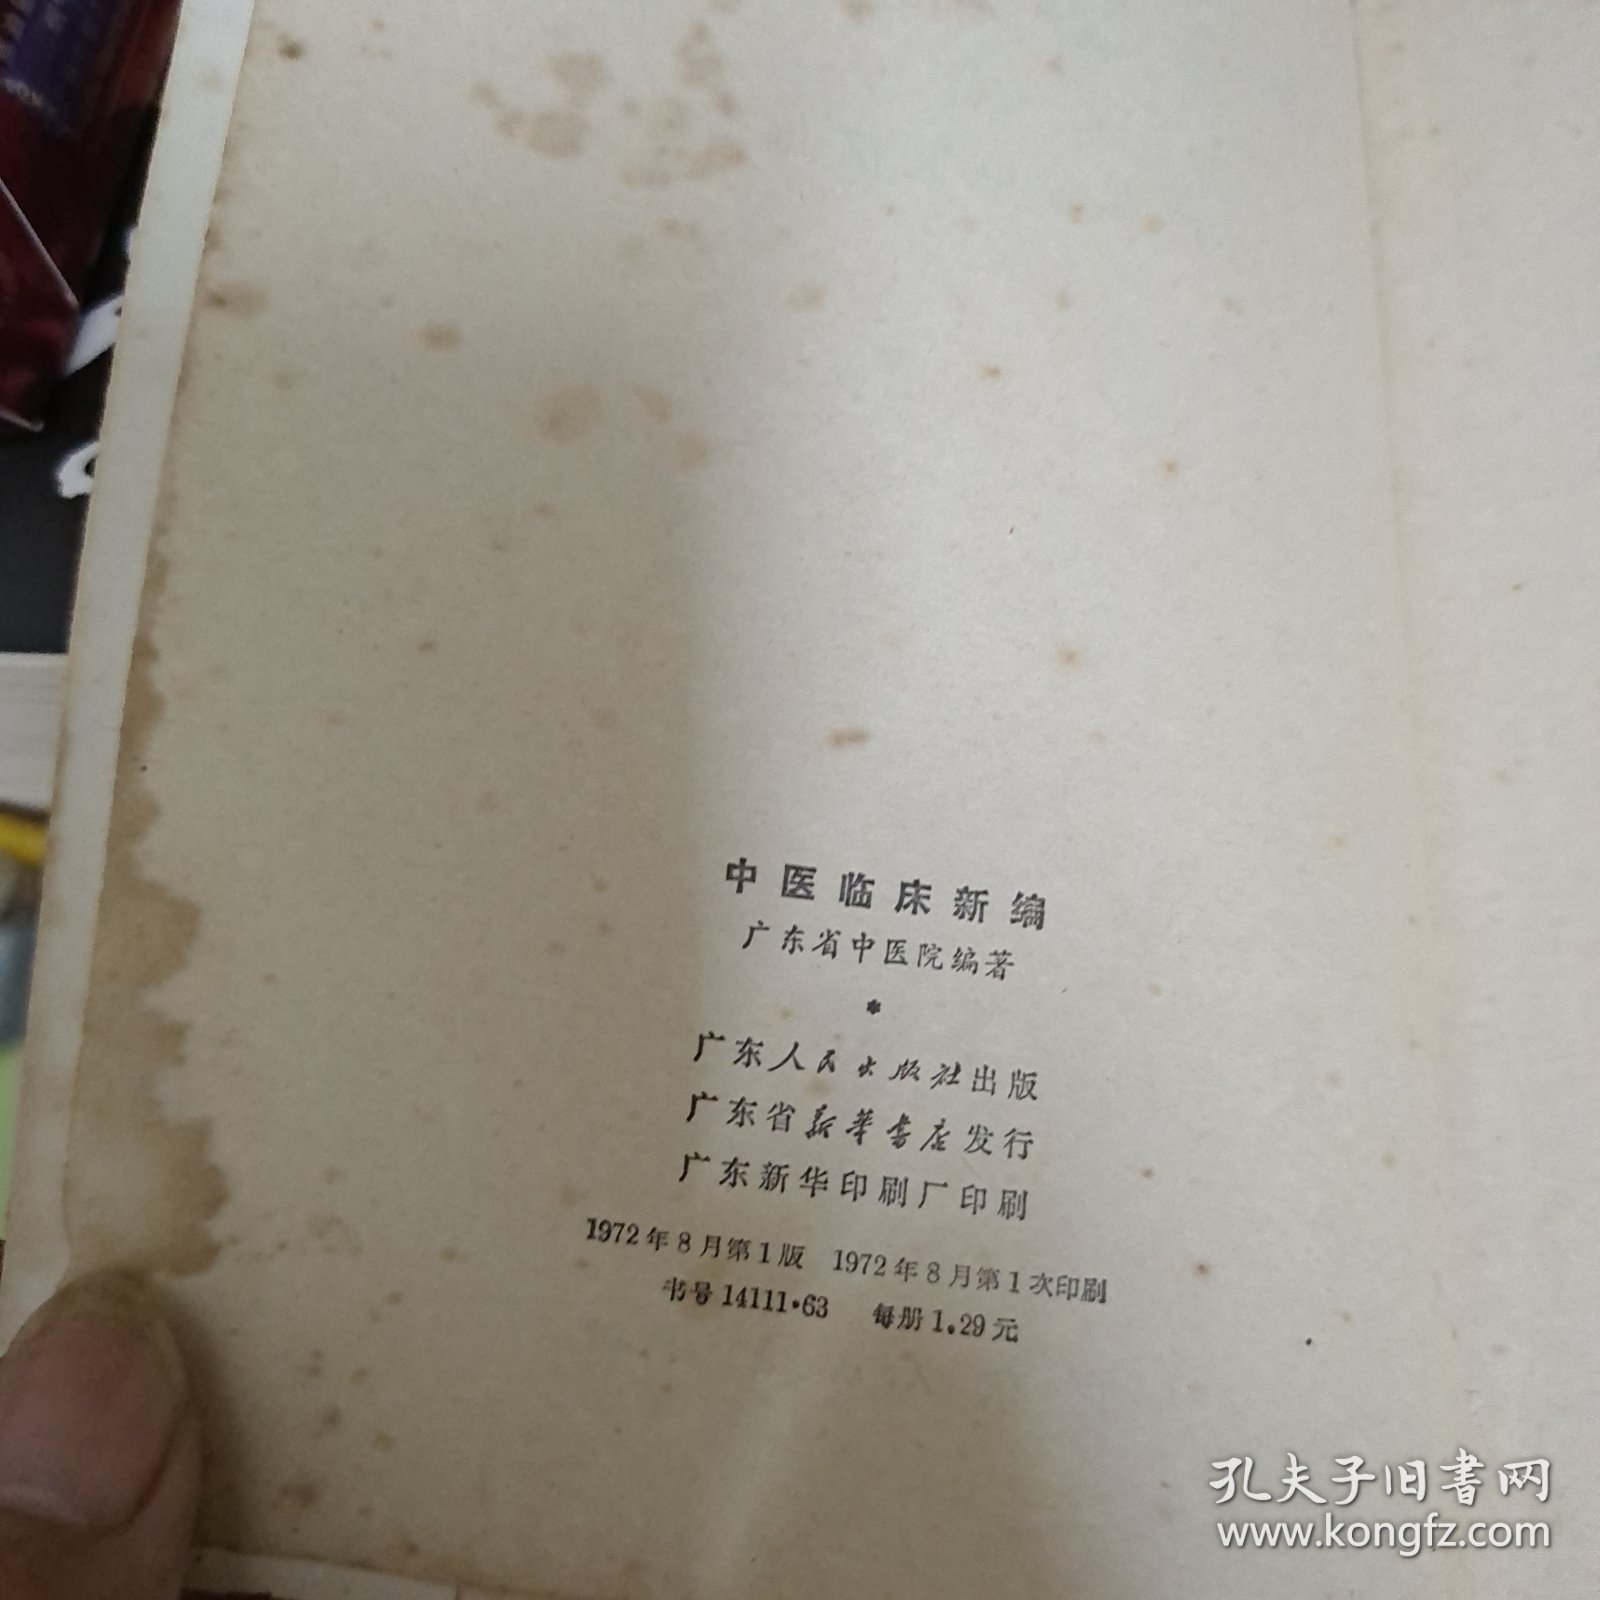 中医临床新编
广东省中医院编著
*
广东人民出版社出版
广东省新華書店发行
广东新华印刷厂印刷
1972年8月第1版 1972年8月第1次印刷
书号14111·63 每册1.29元
孔夫子旧書网
www.kongfz.com